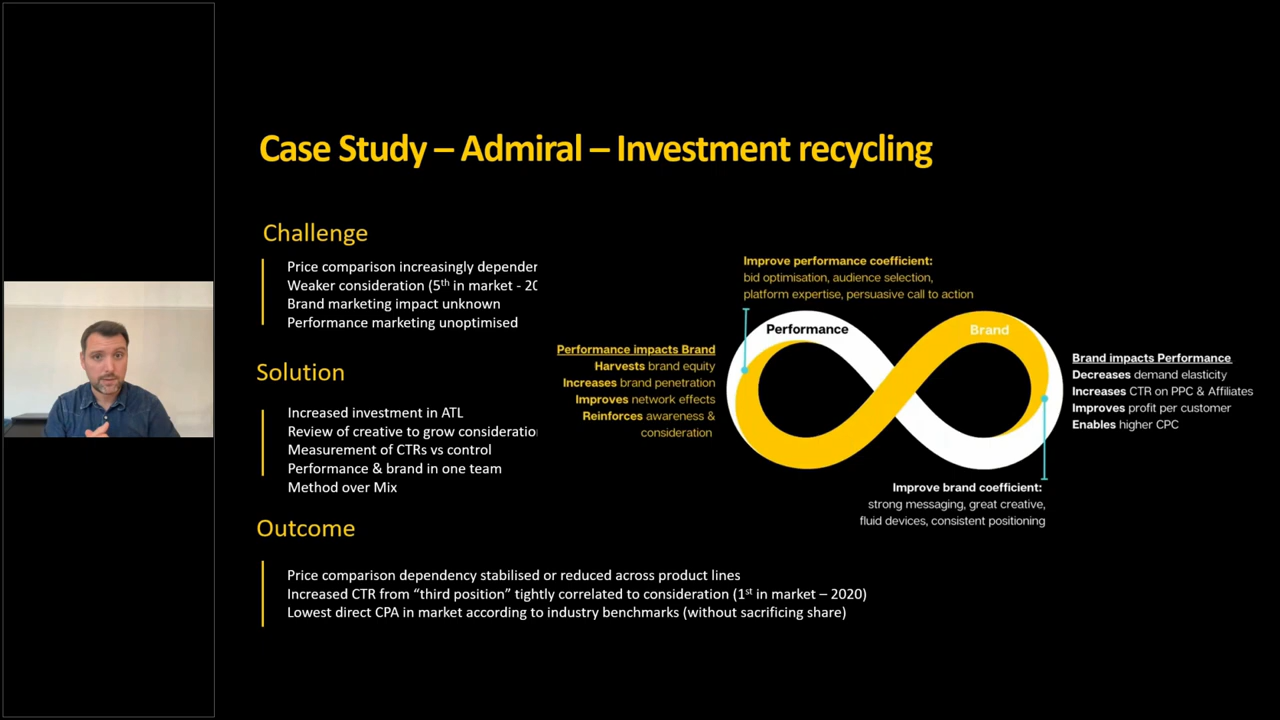 Case Study – Admiral – Investment recycling
Challenge
Price comparison increasingly
Weaker consideration (5th in market -
Brand marketing impact unknown
Performance marketing unoptimised
Solution
Increased investment in ATL
Review of creative to grow
Measurement of CTRs vs control
Performance & brand in one team
Method over Mix
Outcome
Price comparison dependency stabilised or reduced across product lines
Increased CTR from “third position” tightly correlated to consideration (1st in market – 2020)
Lowest direct CPA in market according to industry benchmarks (without sacrificing share)
Improve performance coefficient:
bid optimisation, audience selection,
platform expertise, persuasive call to action
Performance
Brand
Performance impacts Brand
Harvests brand equity
Increases brand penetration
Improves network effects
Reinforces awareness &
consideration
Brand impacts Performance
Decreases demand elasticity
Increases CTR on PPC & Affiliates
Improves profit per customer
Enables higher CPC
Improve brand coefficient:
strong messaging, great creative,
fluid devices, consistent positioning